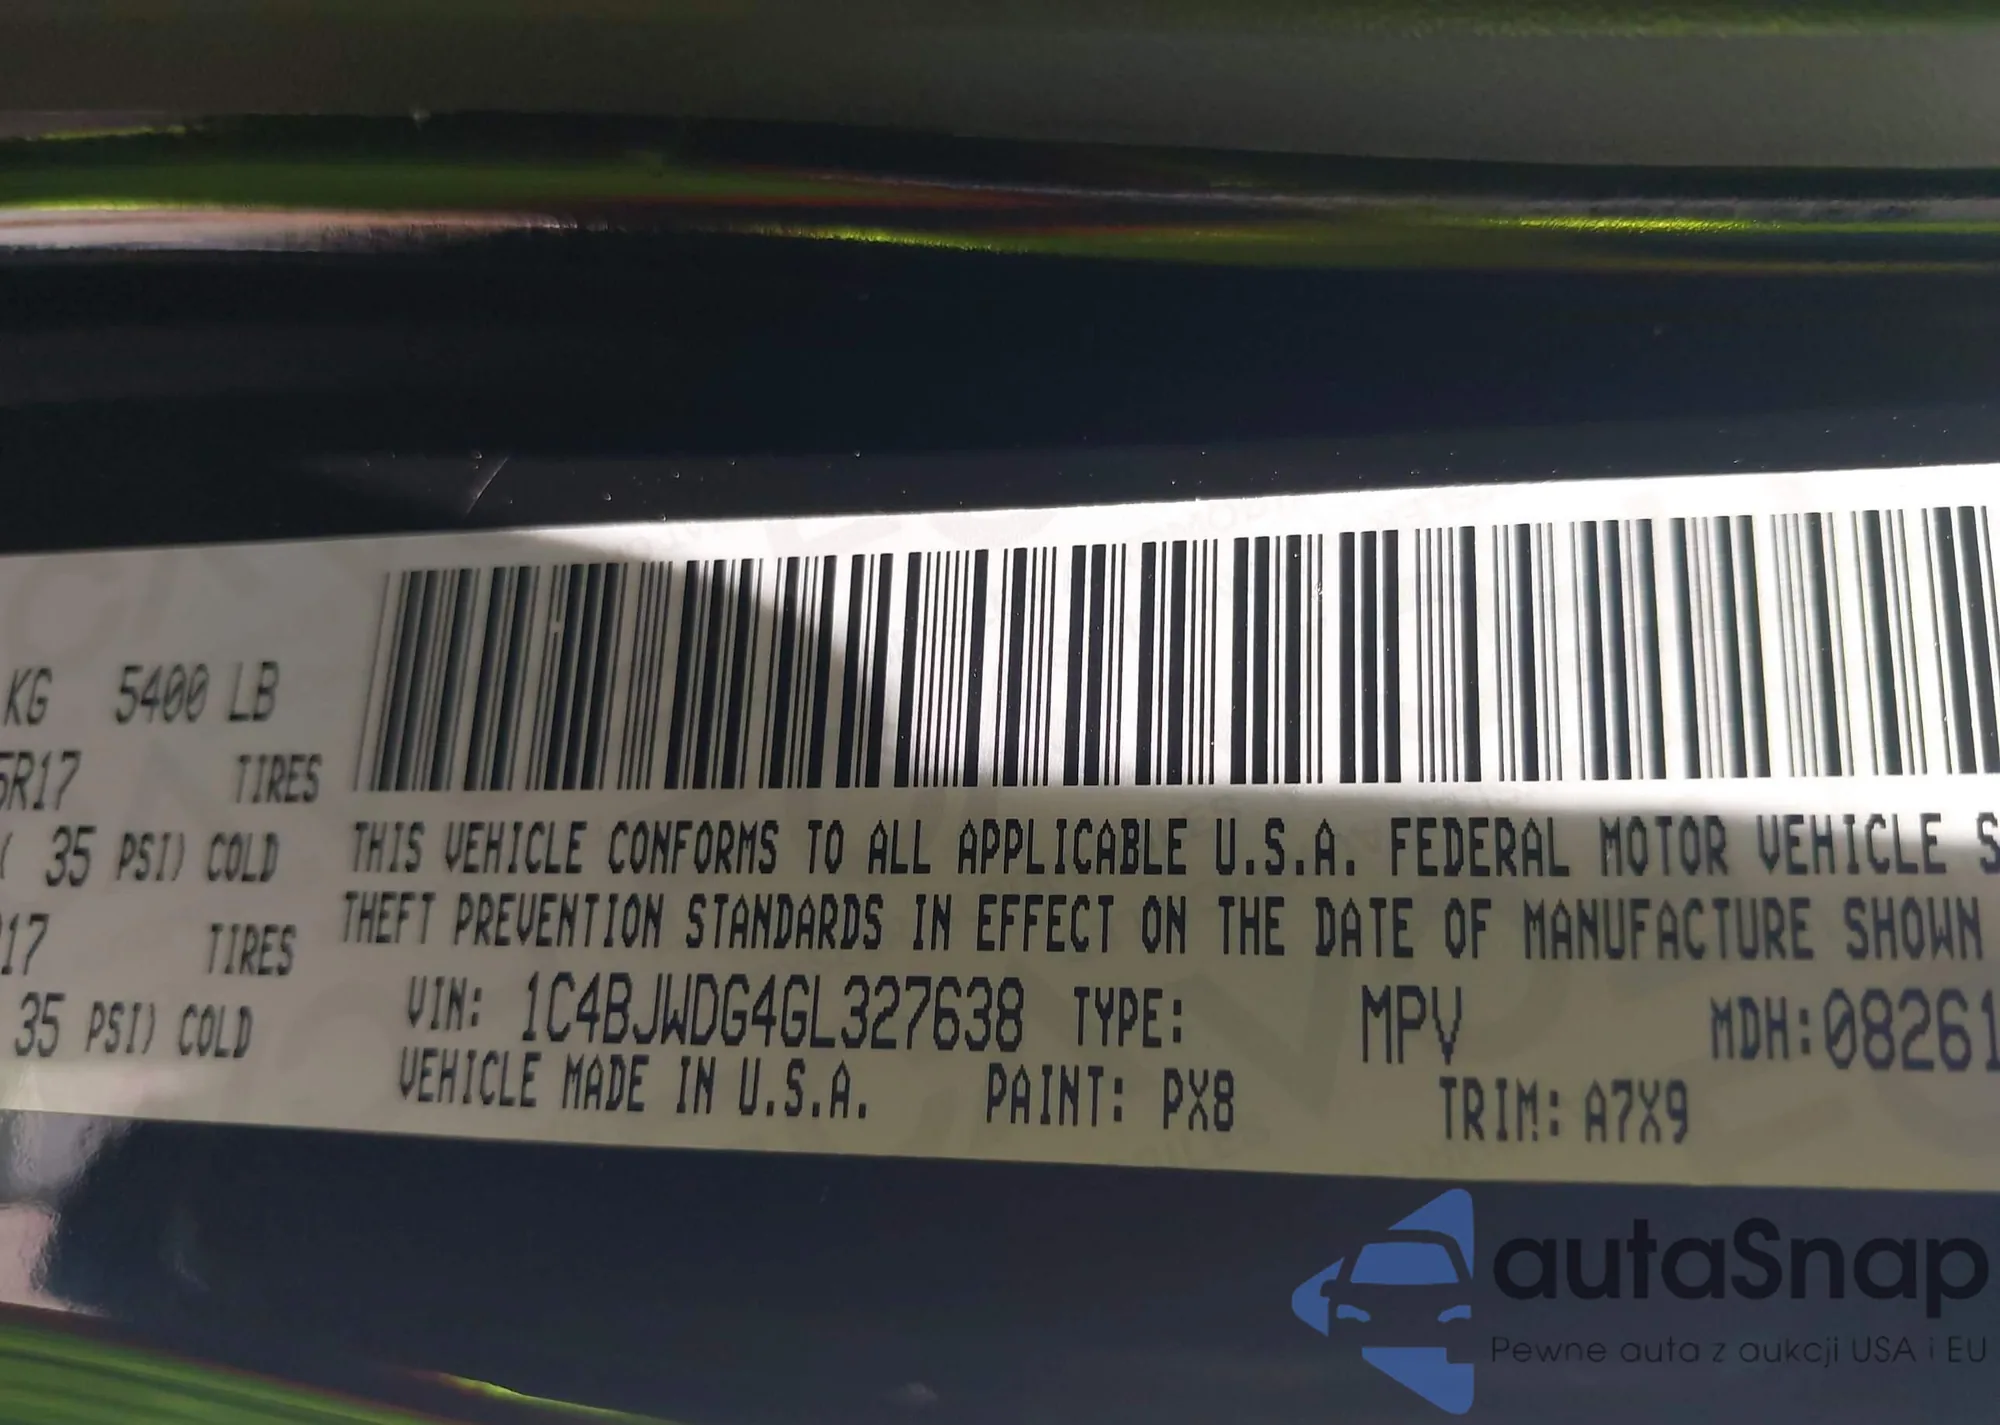 KG 5400 LB
5R17 TIRES
( 35 PSI) COLD
R17 TIRES
35 PSI) COLD
THIS VEHICLE CONFORMS TO ALL APPLICABLE U.S.A. FEDERAL MOTOR VEHICLE S
THEFT PREVENTION STANDARDS IN EFFECT ON THE DATE OF MANUFACTURE SHOWN
VIN: 1C4BJWDG4GL327638 TYPE: MPV MDH:08261
VEHICLE MADE IN U.S.A. PAINT: PX8 TRIM: A7X9
autaSnap
Pewne auta z aukcji USA i EU